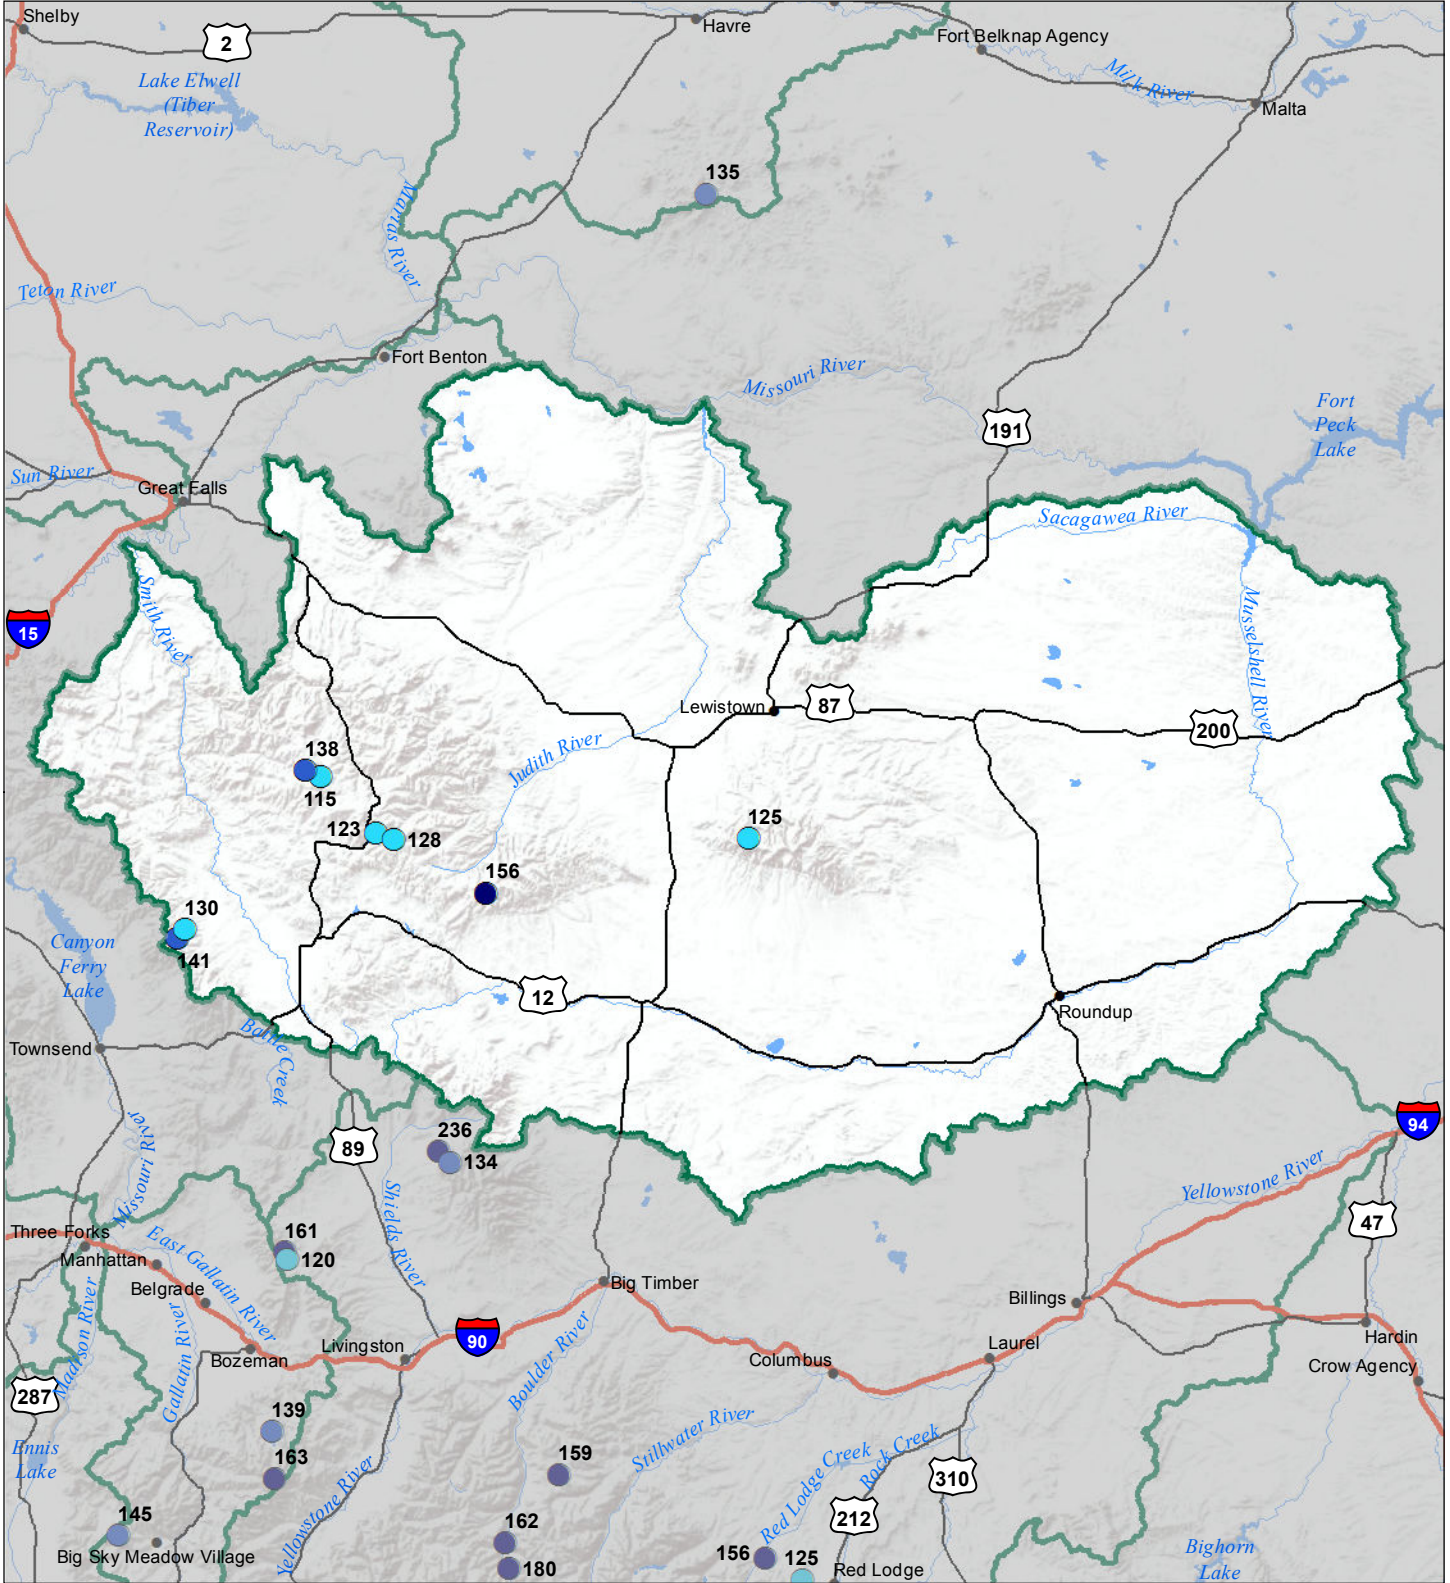 Shelby
2
Havre
Fort Belknap Agency
Lake Elwell
(Tiber
Reservoir)
Milk River
Malta
135
Marias River
Teton River
Fort Benton
Missouri River
Fort
Peck
Lake
191
Sun River
Great Falls
Sacagawea River
Smith River
Musselshell River
15
Lewistown
87
200
Judith River
138
115
123
128
125
156
130
141
Canyon
Ferry
Lake
12
Roundup
Townsend
Battle Creek
94
Missouri River
89
236
134
Yellowstone River
Shields River
47
Three Forks
161
120
Manhattan
East Gallatin River
Belgrade
Big Timber
Billings
Madison River
Gallatin River
Livingston
90
Boulder River
Laurel
Hardin
Bozeman
Columbus
Crow Agency
287
139
Stillwater River
Ennis
Lake
163
159
Red Lodge Creek
Rock Creek
310
Yellowstone River
145
162
212
Big Sky Meadow Village
180
156
125
Red Lodge
Bighorn
Lake